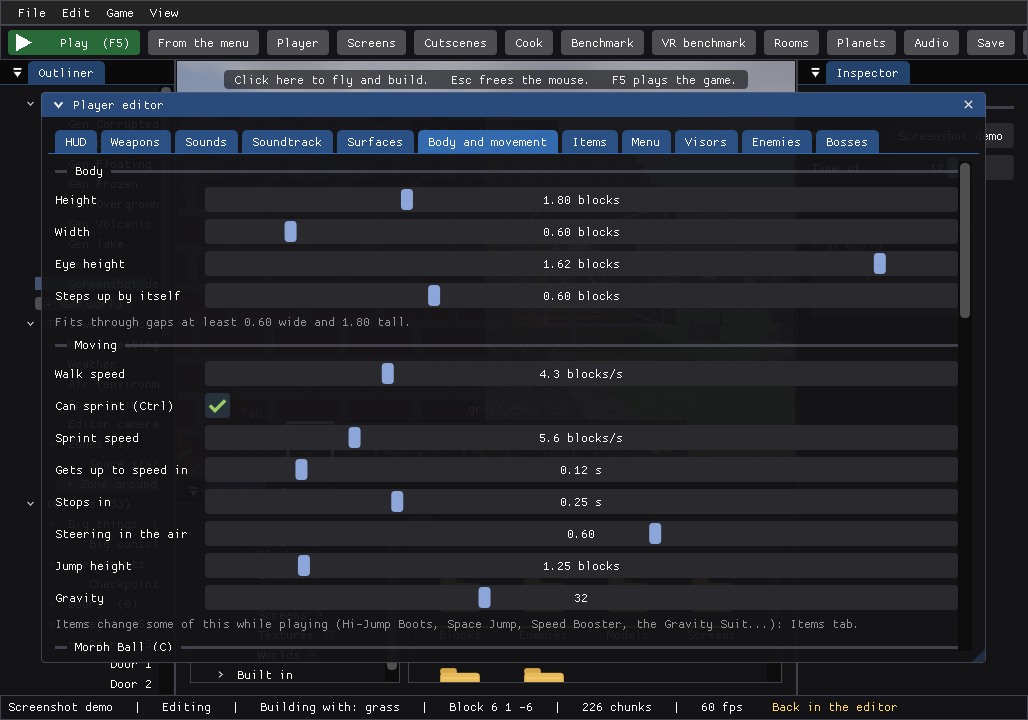 File Edit Game View
Play (F5) From the menu Player Screens Cutscenes Cook Benchmark VR benchmark Rooms Planets Audio Save
Outliner
Click here to fly and build. Esc frees the mouse. F5 plays the game.
Inspector
Player editor
HUD Weapons Sounds Soundtrack Surfaces Body and movement Items Menu Visors Enemies Bosses
Body
Height 1.80 blocks
Width 0.60 blocks
Eye height 1.62 blocks
Steps up by itself 0.60 blocks
Fits through gaps at least 0.60 wide and 1.80 tall.
Moving
Walk speed 4.3 blocks/s
Can sprint (Ctrl)
Sprint speed 5.6 blocks/s
Gets up to speed in 0.12 s
Stops in 0.25 s
Steering in the air 0.60
Jump height 1.25 blocks
Gravity 32
Items change some of this while playing (Hi-Jump Boots, Space Jump, Speed Booster, the Gravity Suit...): Items tab.
Morph Ball (C)
Door 1
Door 2
Built in
Screenshot demo | Editing | Building with: grass | Block 6 1 -6 | 226 chunks | 60 fps Back in the editor